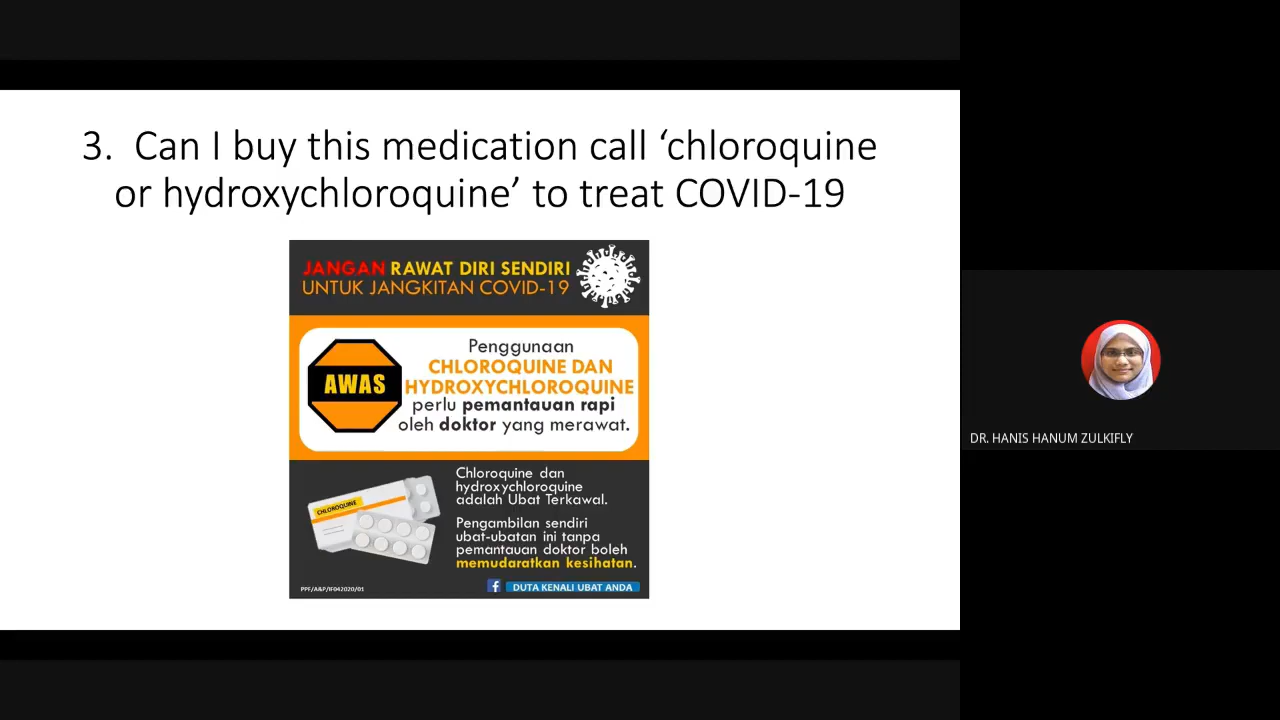 3. Can I buy this medication call ‘chloroquine
or hydroxychloroquine’ to treat COVID-19
JANGAN RAWAT DIRI SENDIRI
UNTUK JANGKITAN COVID-19
AWAS
Penggunaan
CHLOROQUINE DAN
HYDROXYCHLOROQUINE
perlu pemantauan rapi
oleh doktor yang merawat.
CHLOROQUINE
Chloroquine dan
hydroxychloroquine
adalah Ubat Terkawal.
Pengambilan sendiri
ubat-ubatan ini tanpa
pemantauan doktor boleh
memudaratkan kesihatan.
PPF/A&P/IF042020/01
f DUTA KENALI UBAT ANDA
DR. HANIS HANUM ZULKIFLY